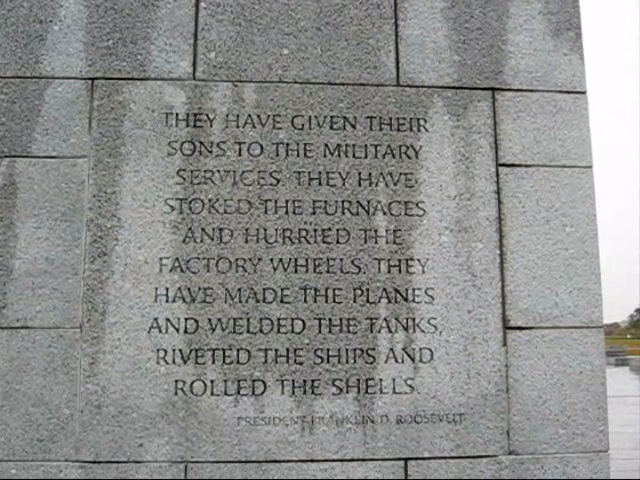 THEY HAVE GIVEN THEIR
SONS TO THE MILITARY
SERVICES. THEY HAVE
STOKED THE FURNACES
AND HURRIED THE
FACTORY WHEELS. THEY
HAVE MADE THE PLANES
AND WELDED THE TANKS,
RIVETED THE SHIPS AND
ROLLED THE SHELLS.
PRESIDENT FRANKLIN D. ROOSEVELT